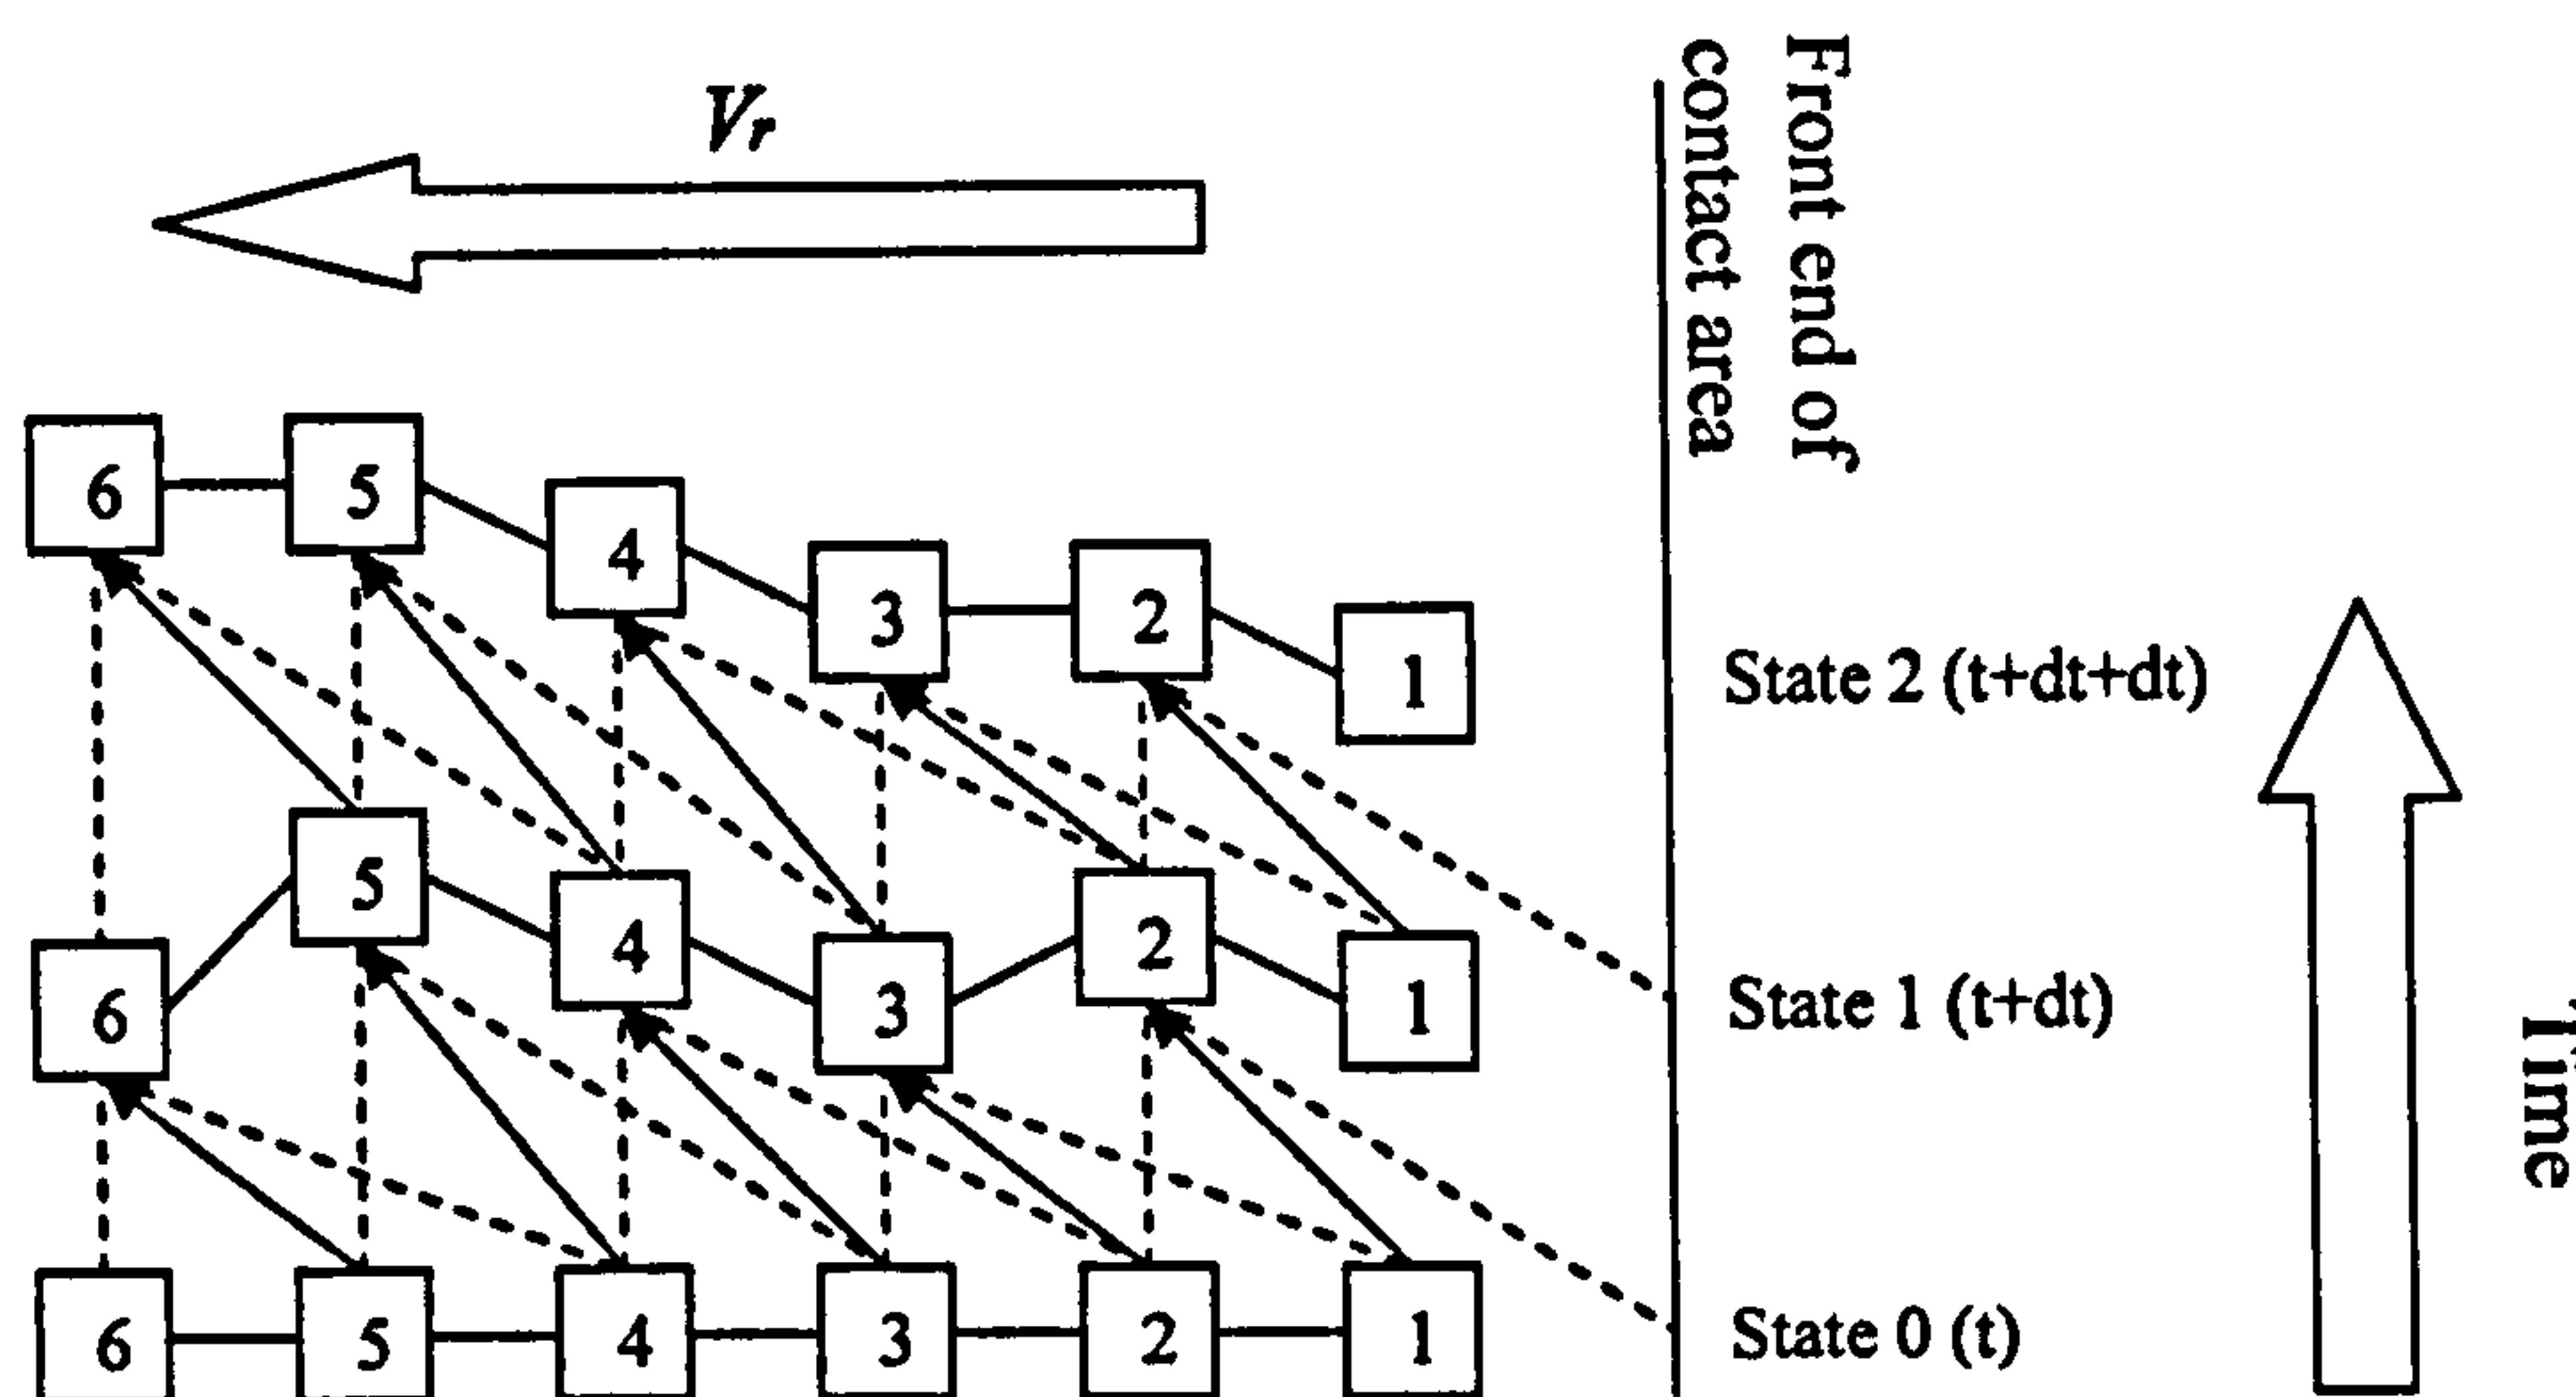 Vr
Front end of
contact area
6
5
4
3
2
1
State 2 (t+dt+dt)
5
4
2
6
3
1
State 1 (t+dt)
Time
6
5
4
3
2
1
State 0 (t)